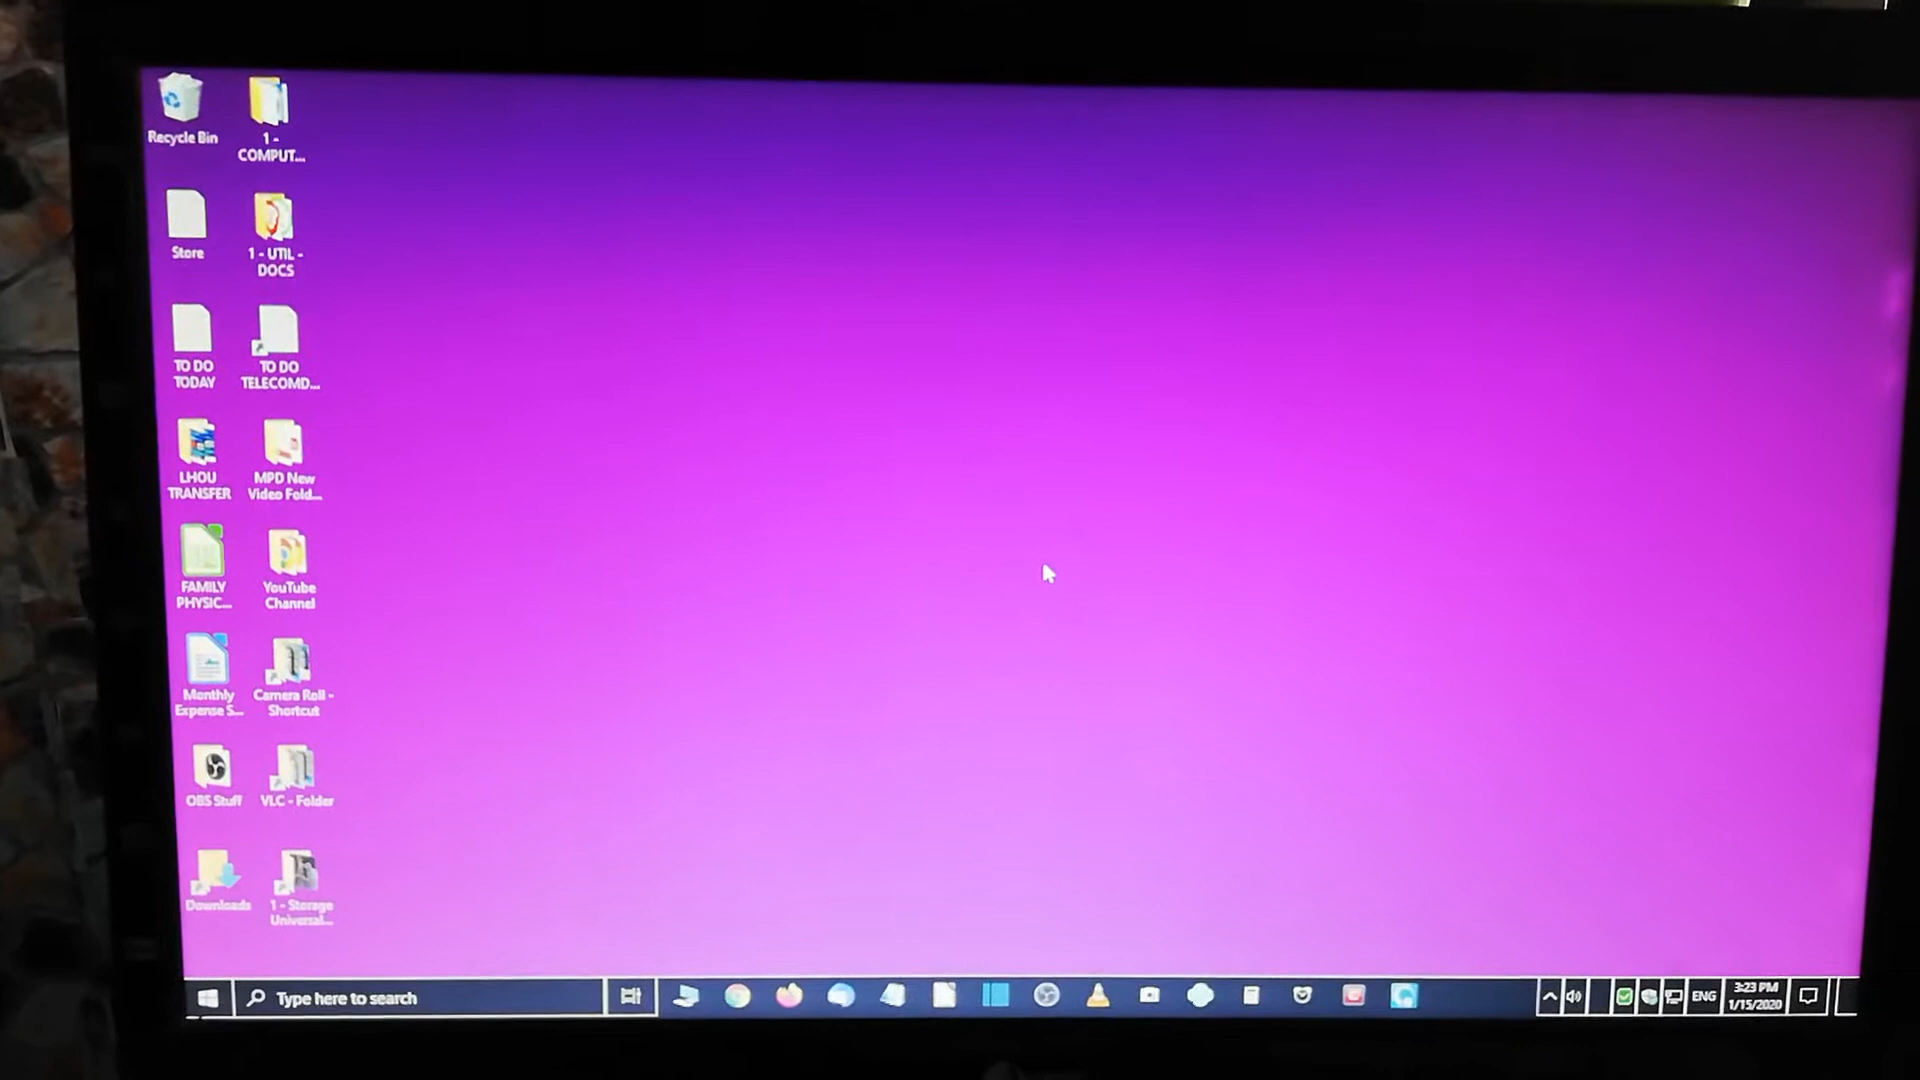 Recycle Bin
1 -
COMPUT...
Store
1 - UTIL -
DOCS
TO DO
TODAY
TO DO
TELECOMD...
LHOU
TRANSFER
MPD New
Video Fold...
FAMILY
PHYSIC...
YouTube
Channel
Monthly
Expense S...
Camera Roll -
Shortcut
OBS Stuff
VLC - Folder
Downloads
1 - Storage
Universal...
Type here to search
ENG
3:23 PM
1/15/2020